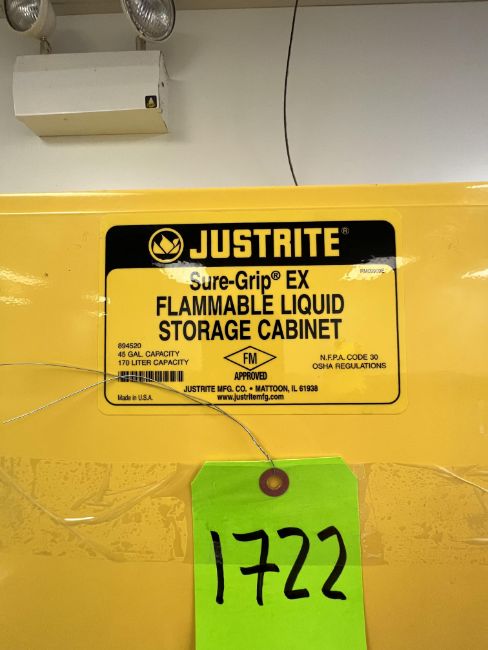 JUSTRITE®
Sure-Grip® EX
FLAMMABLE LIQUID
STORAGE CABINET
894520
45 GAL. CAPACITY
170 LITER CAPACITY
FM
APPROVED
N.F.P.A. CODE 30
OSHA REGULATIONS
JUSTRITE MFG. CO. • MATTOON, IL 61938
Made in U.S.A.
www.justritemfg.com
1722